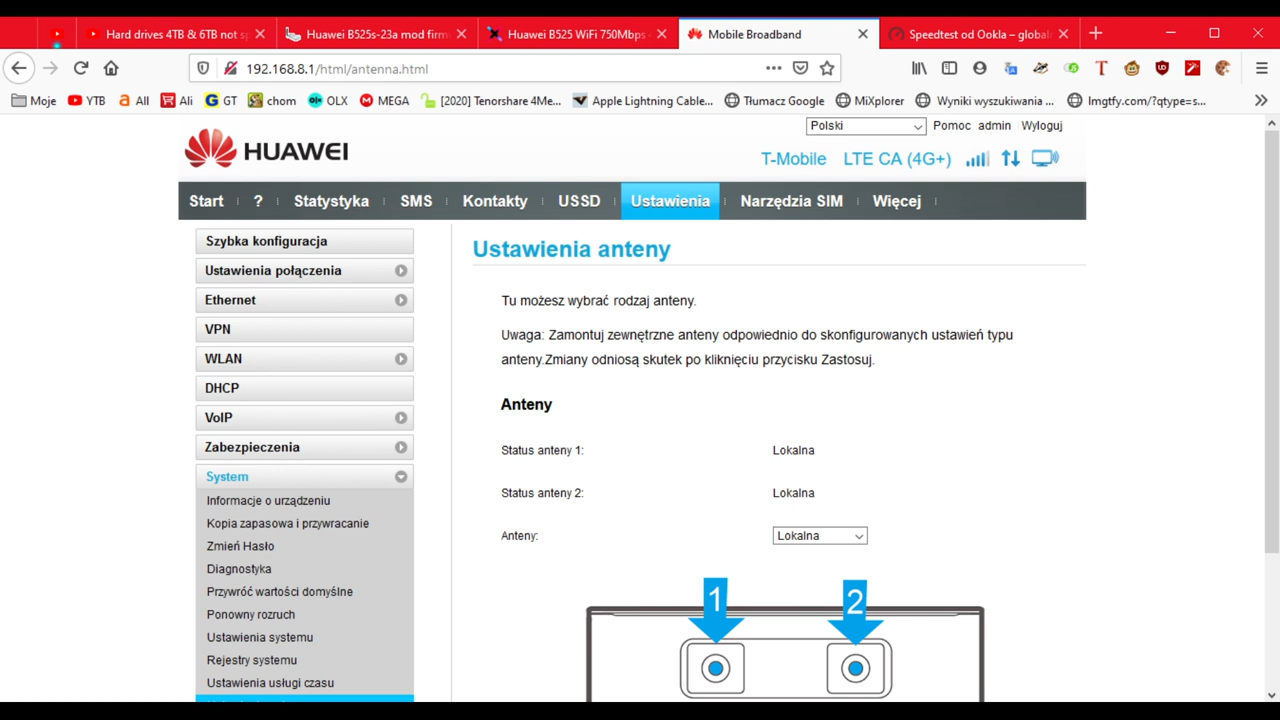 Hard drives 4TB & 6TB not sp
Huawei B525s-23a mod firm
Huawei B525 WiFi 750Mbps
Mobile Broadband
Speedtest od Ookla – global
192.168.8.1/html/antenna.html
Moje
YTB
All
Ali
GT
chom
OLX
MEGA
[2020] Tenorshare 4Me...
Apple Lightning Cable...
Tłumacz Google
MiXplorer
Wyniki wyszukiwania ...
lmgtfy.com/?qtype=s...
Polski
Pomoc admin Wyloguj
HUAWEI
T-Mobile LTE CA (4G+)
Start ? Statystyka SMS Kontakty USSD Ustawienia Narzędzia SIM Więcej
Szybka konfiguracja
Ustawienia połączenia
Ethernet
VPN
WLAN
DHCP
VoIP
Zabezpieczenia
System
Informacje o urządzeniu
Kopia zapasowa i przywracanie
Zmień Hasło
Diagnostyka
Przywróć wartości domyślne
Ponowny rozruch
Ustawienia systemu
Rejestry systemu
Ustawienia usługi czasu
Ustawienia anteny
Tu możesz wybrać rodzaj anteny.
Uwaga: Zamontuj zewnętrzne anteny odpowiednio do skonfigurowanych ustawień typu
anteny.Zmiany odniosą skutek po kliknięciu przycisku Zastosuj.
Anteny
Status anteny 1: Lokalna
Status anteny 2: Lokalna
Anteny: Lokalna
1 2